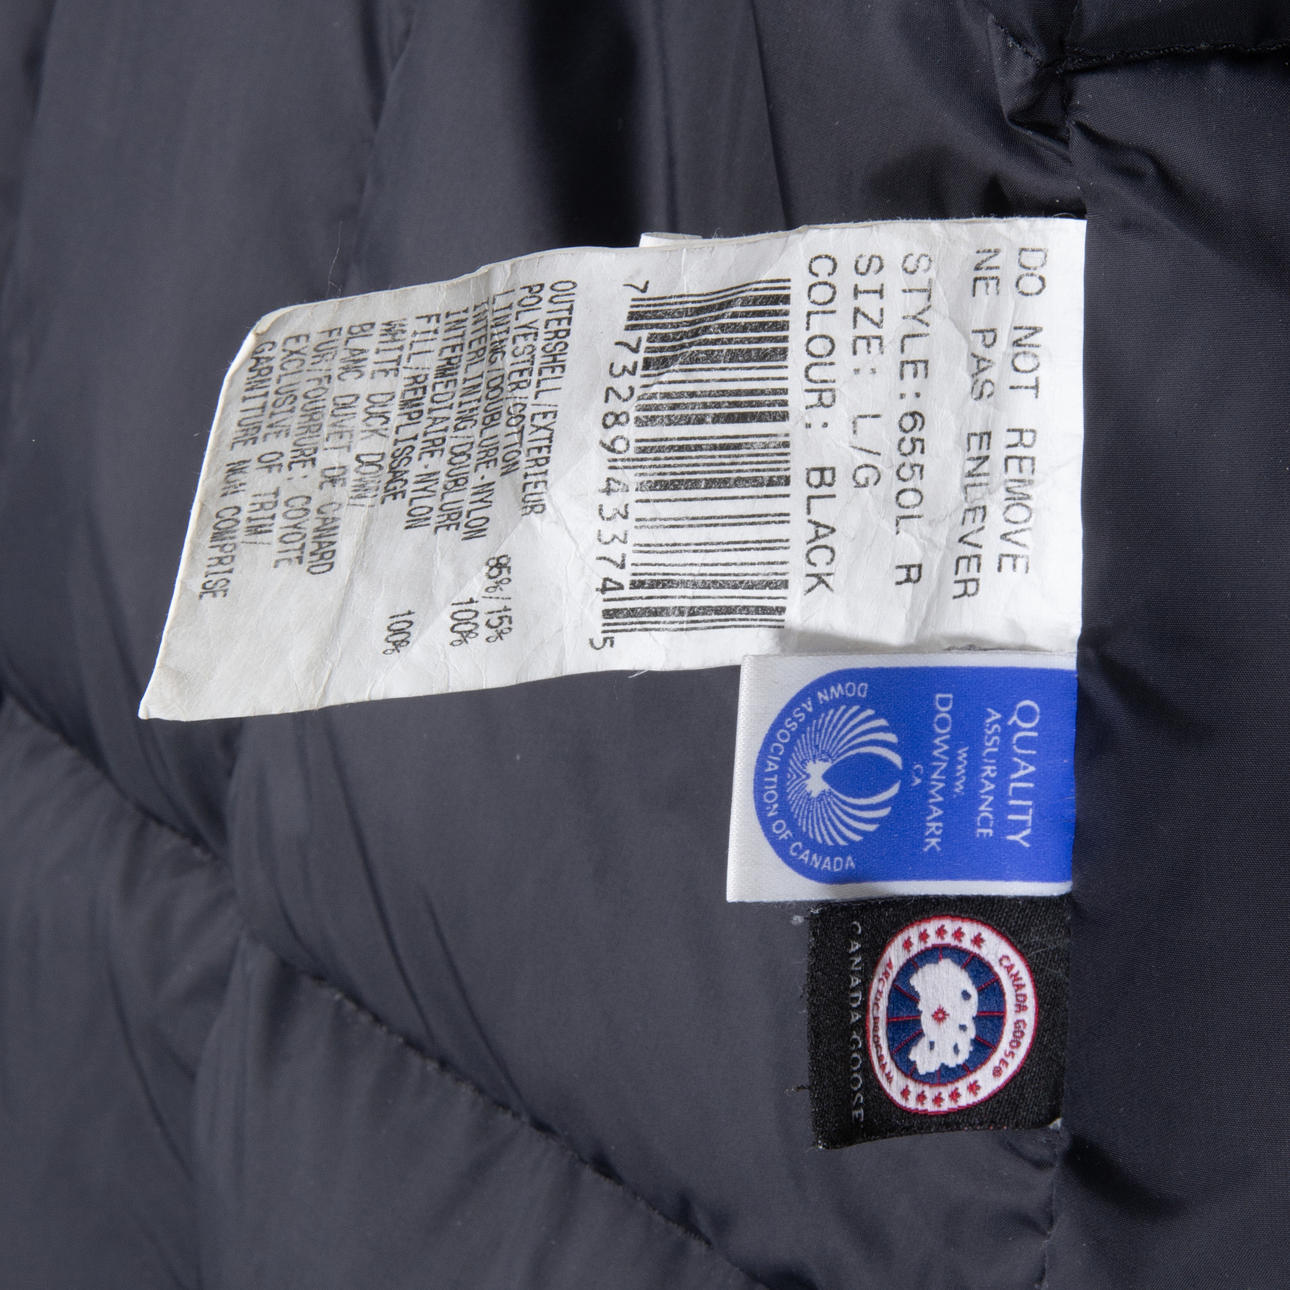 DO NOT REMOVE
NE PAS ENLEVER
STYLE:6550L R
SIZE: L/G
COLOUR: BLACK
7 73289 43374 5
OUTERSHELL/EXTERIEUR
POLYESTER/COTTON 85%/15%
LINING/DOUBLURE-NYLON 100%
INTERLINING/DOUBLURE
INTERMEDIAIRE-NYLON
FILL/REMPLISSAGE 100%
WHITE DUCK DOWN/
BLANC DUVET DE CANARD
FUR/FOURRURE: COYOTE
EXCLUSIVE OF TRIM/
GARNITURE NON COMPRISE
QUALITY
ASSURANCE
www.
DOWNMARK
.CA
DOWN ASSOCIATION OF CANADA
CANADA GOOSE®
ARCTIC PROGRAM
CANADA GOOSE